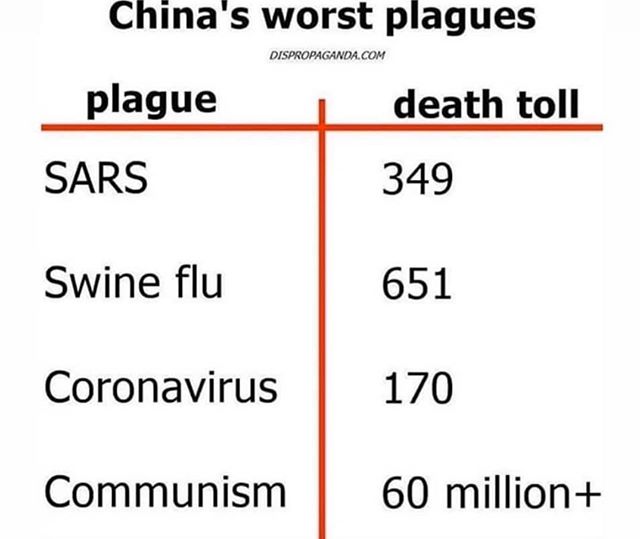 China's worst plagues
DISPROPAGANDA.COM
plague death toll
SARS 349
Swine flu 651
Coronavirus 170
Communism 60 million+